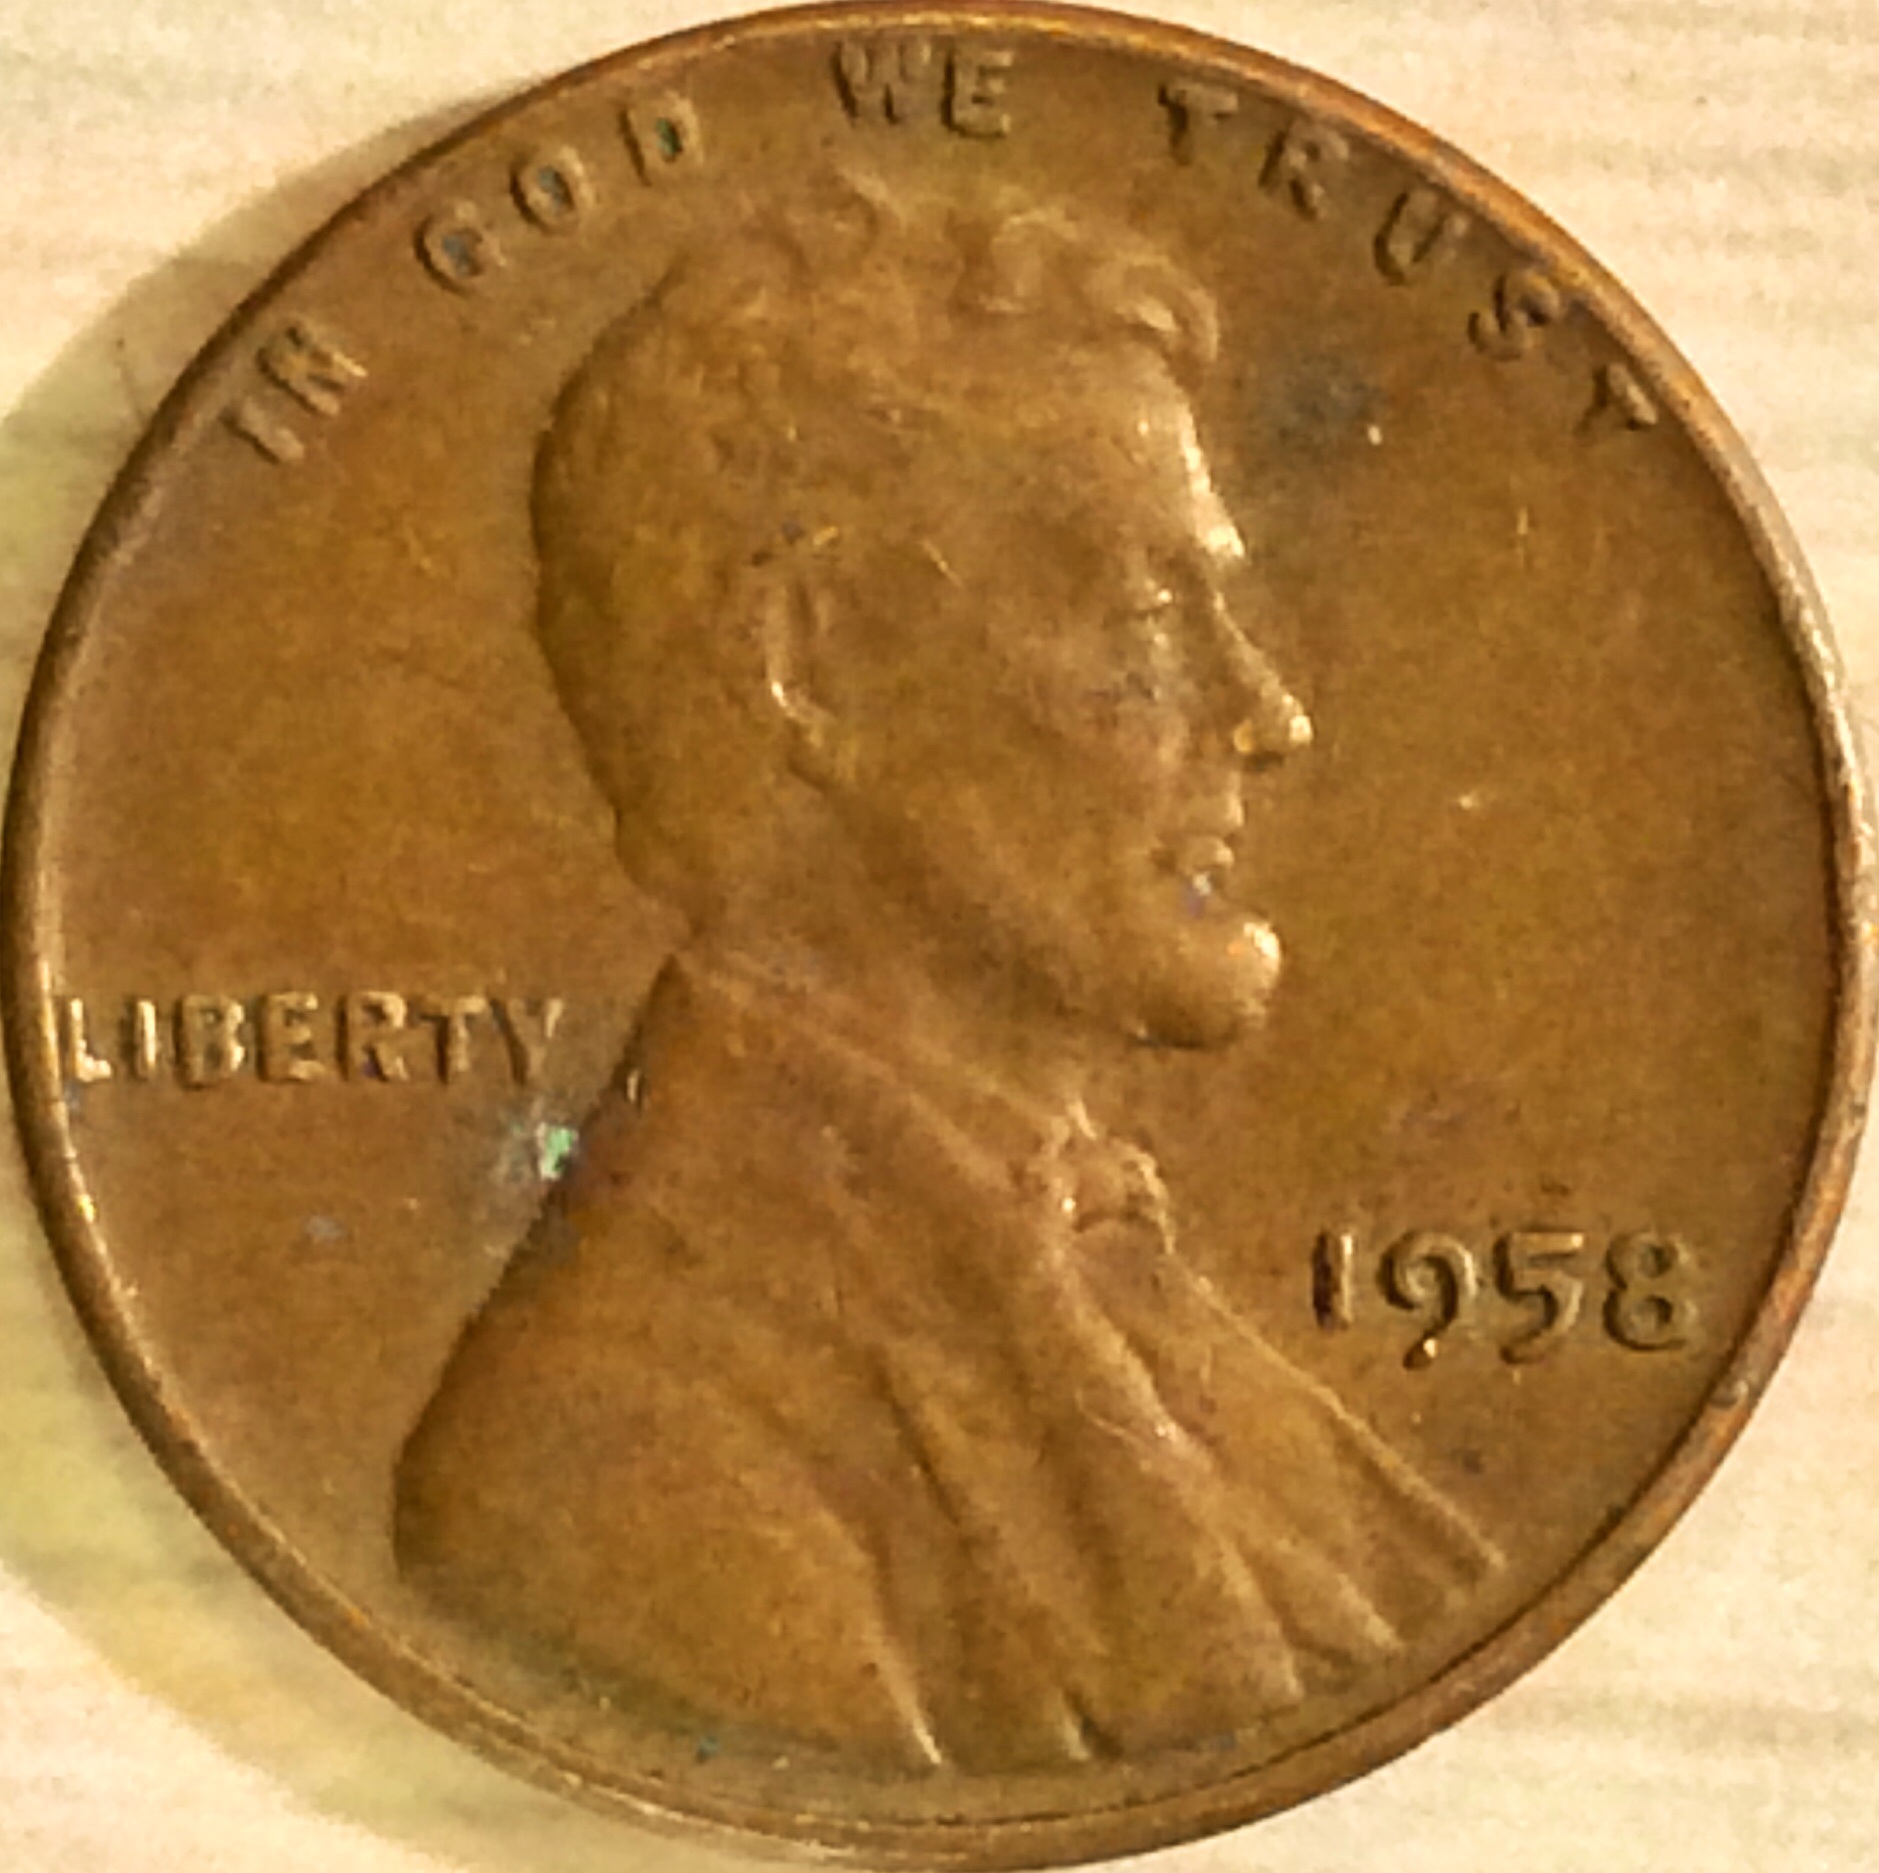 IN GOD WE TRUST
LIBERTY
1958